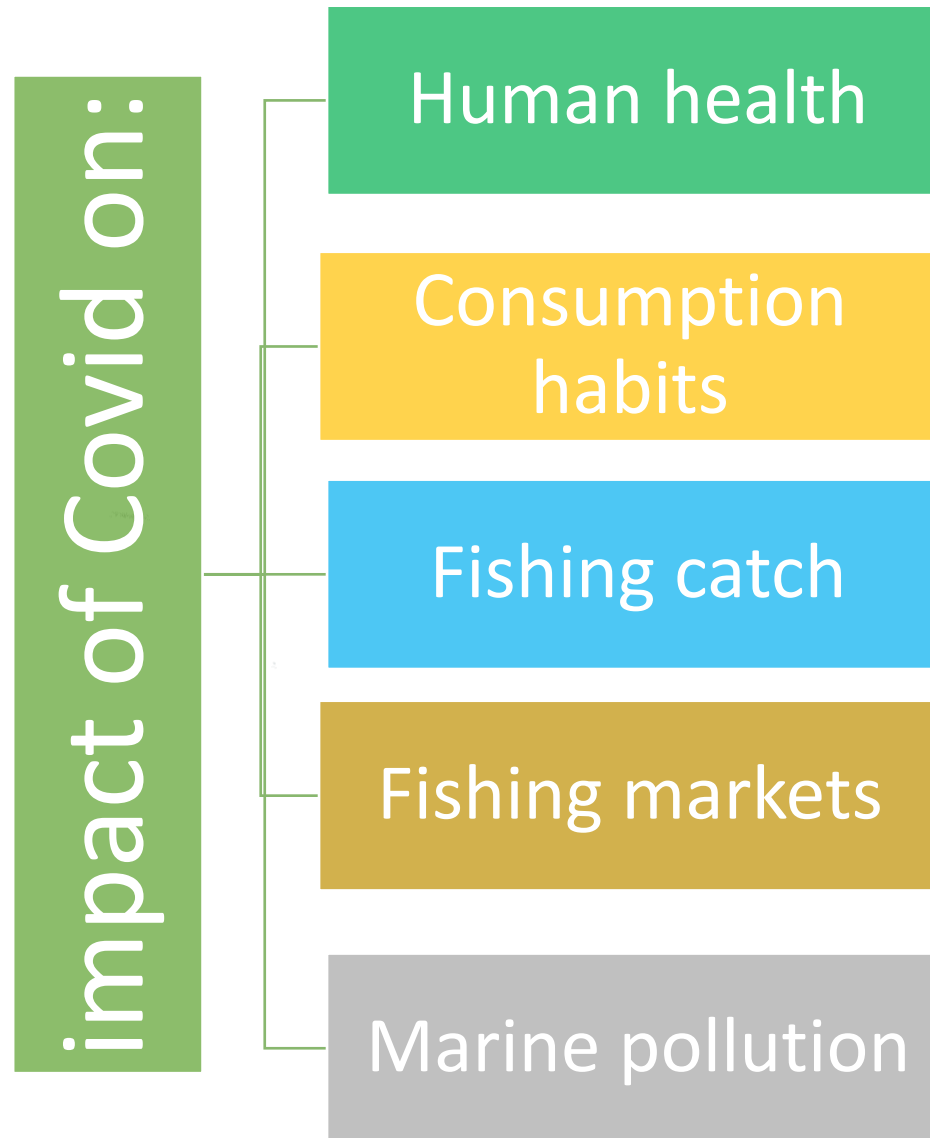 impact of Covid on:
Human health
Consumption
habits
Fishing catch
Fishing markets
Marine pollution